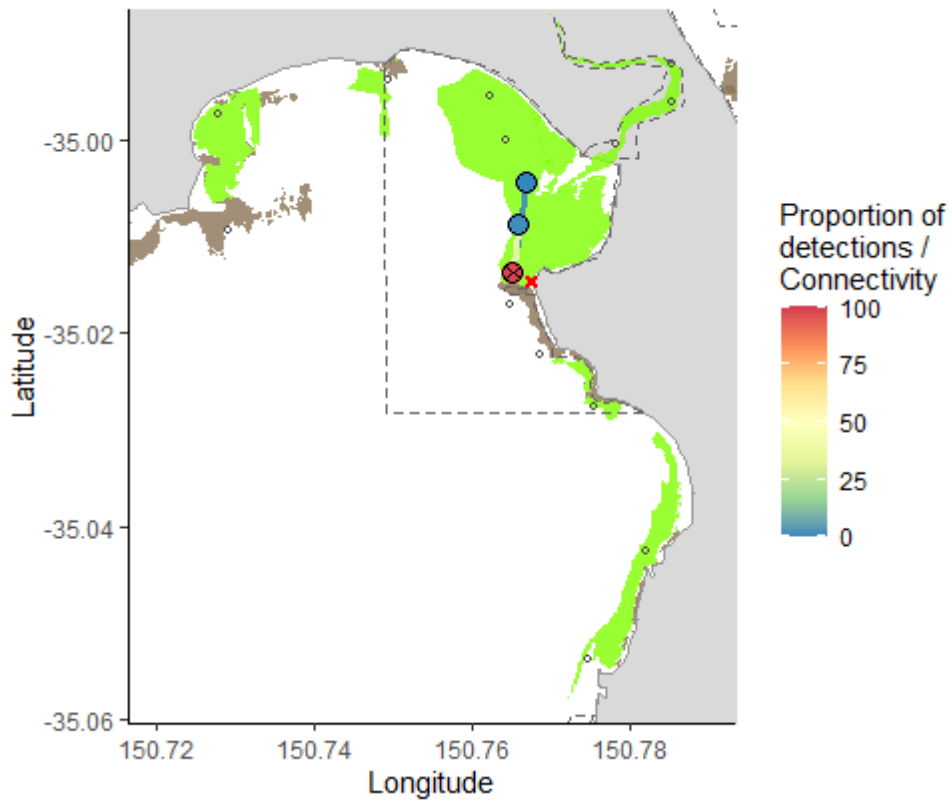 -35.00
-35.02
-35.04
-35.06
Latitude
150.72
150.74
150.76
150.78
Longitude
Proportion of
detections /
Connectivity
100
75
50
25
0